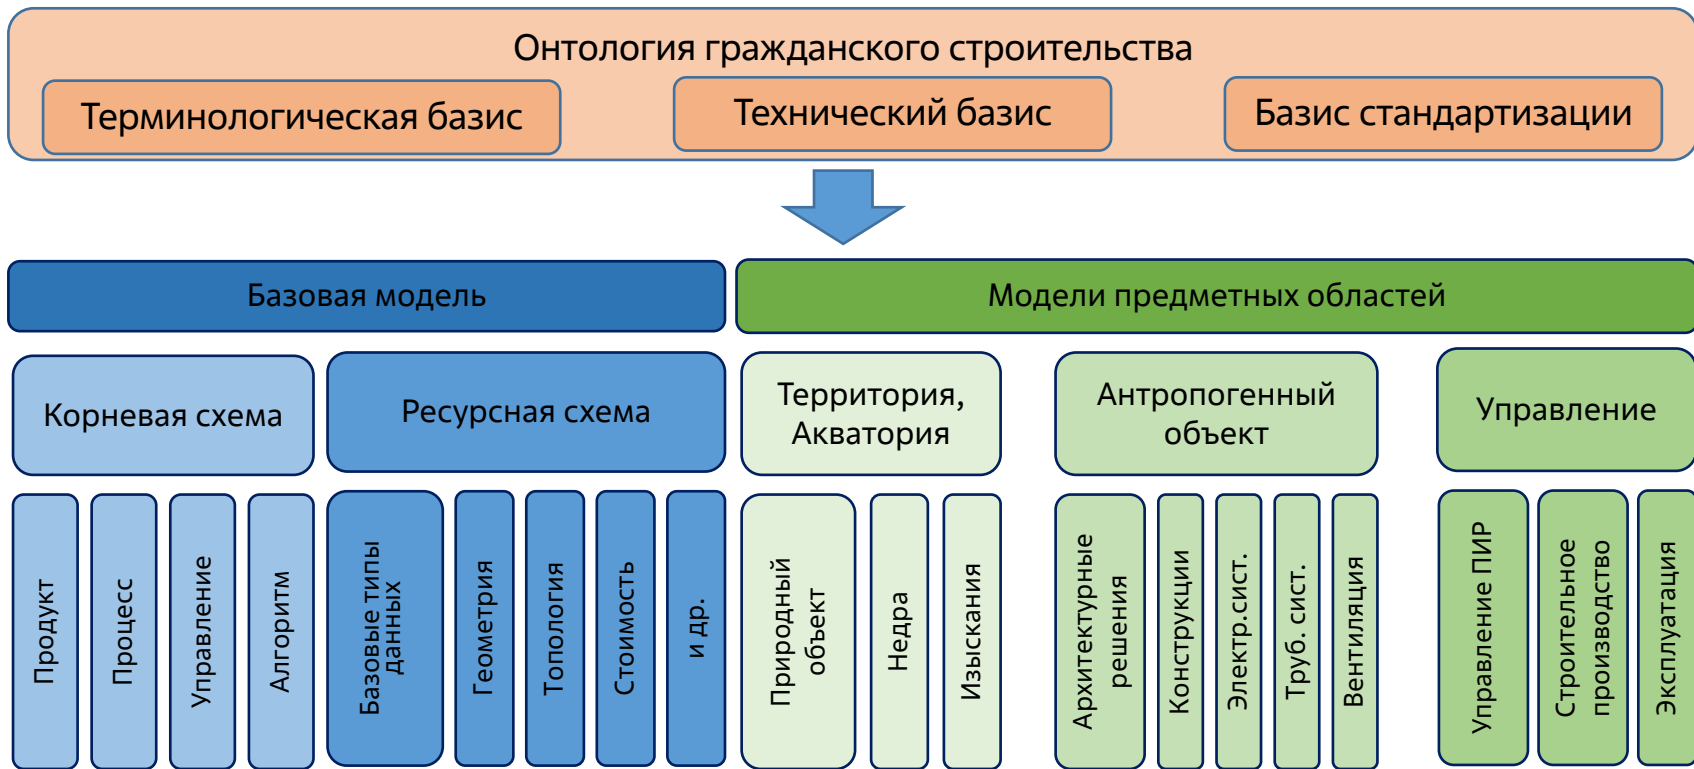 Онтология гражданского строительства
Терминологическая базис
Технический базис
Базис стандартизации
Базовая модель
Модели предметных областей
Корневая схема
Ресурсная схема
Территория,
Акватория
Антропогенный
объект
Управление
Продукт
Процесс
Управление
Алгоритм
Базовые типы
данных
Геометрия
Топология
Стоимость
и др.
Природный
объект
Недра
Изыскания
Архитектурные
решения
Конструкции
Электр.сист.
Труб. сист.
Вентиляция
Управление ПИР
Строительное
производство
Эксплуатация